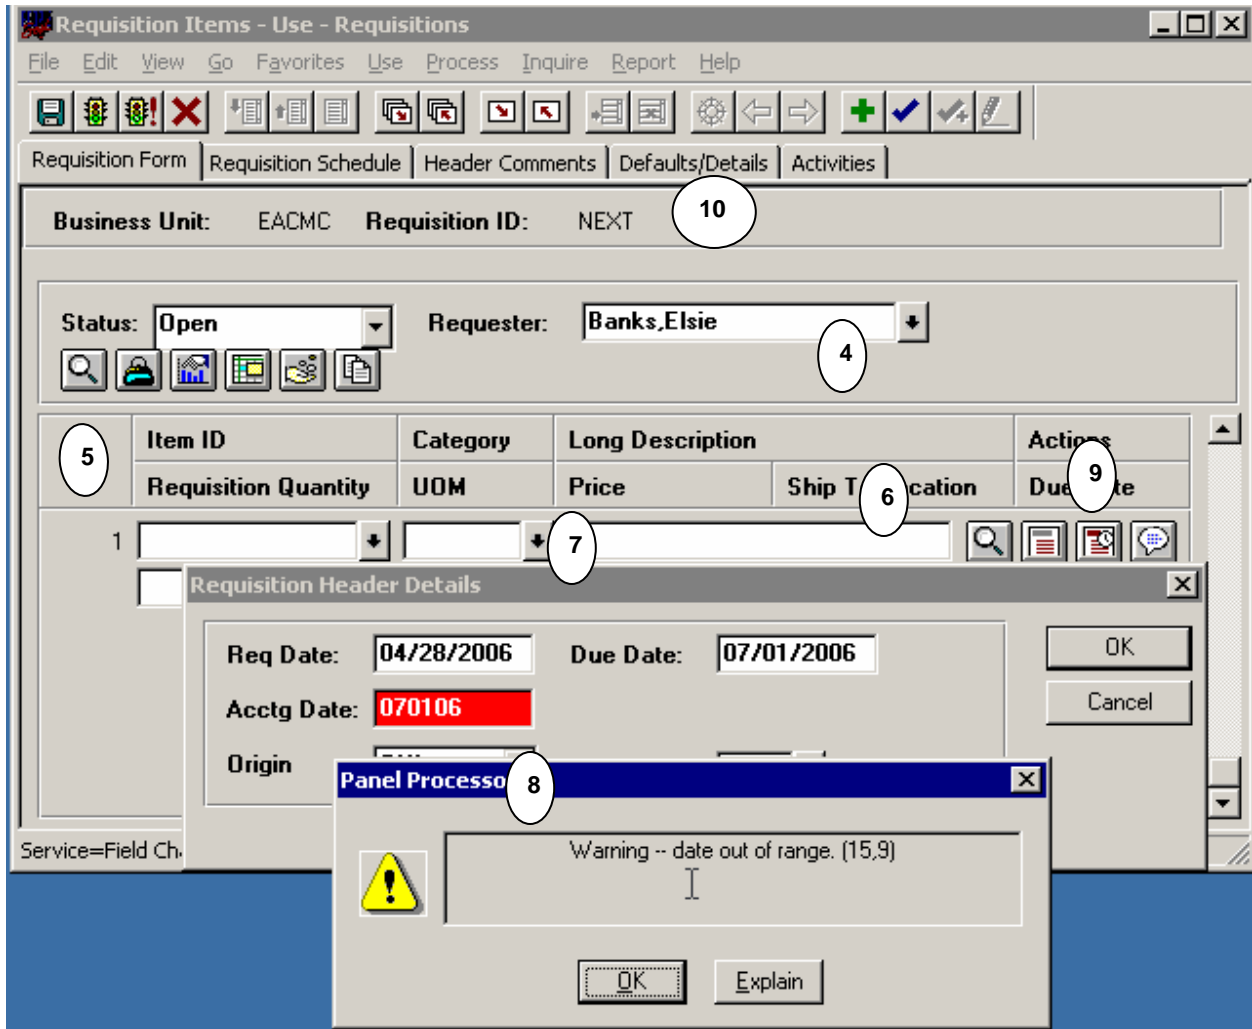 Requisition Items - Use - Requisitions
File Edit View Go Favorites Use Process Inquire Report Help
Requisition Form Requisition Schedule Header Comments Defaults/Details Activities
10
Business Unit: EACMC Requisition ID: NEXT
Status: Open Requester: Banks,Elsie
4
5 Item ID Category Long Description Actions
9
Requisition Quantity UOM Price Ship T cation Due te
6
1
7
Requisition Header Details
Req Date: 04/28/2006 Due Date: 07/01/2006 OK
Acctg Date: 070106 Cancel
Origin
Panel Processo 8
Service=Field Ch
Warning -- date out of range. (15,9)
OK Explain